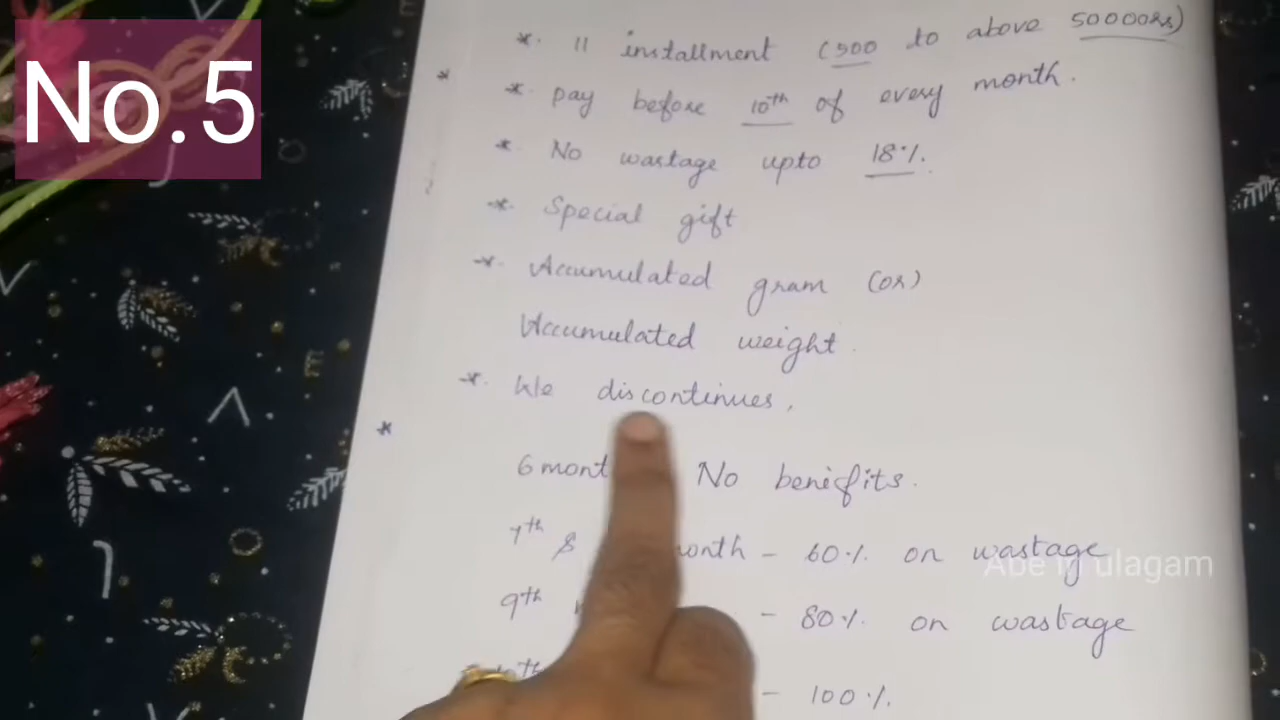 No.5
*. 11 installment (500 to above 50000Rs)
* *. pay before 10th of every month.
*. No wastage upto 18%.
*. Special gift
*. Accumulated gram (or)
Accumulated weight.
*. We discontinues,
*
6 mont No benifits.
7th & month - 60% on wastage
9th - 80% on wastage
- 100%.
ulagam